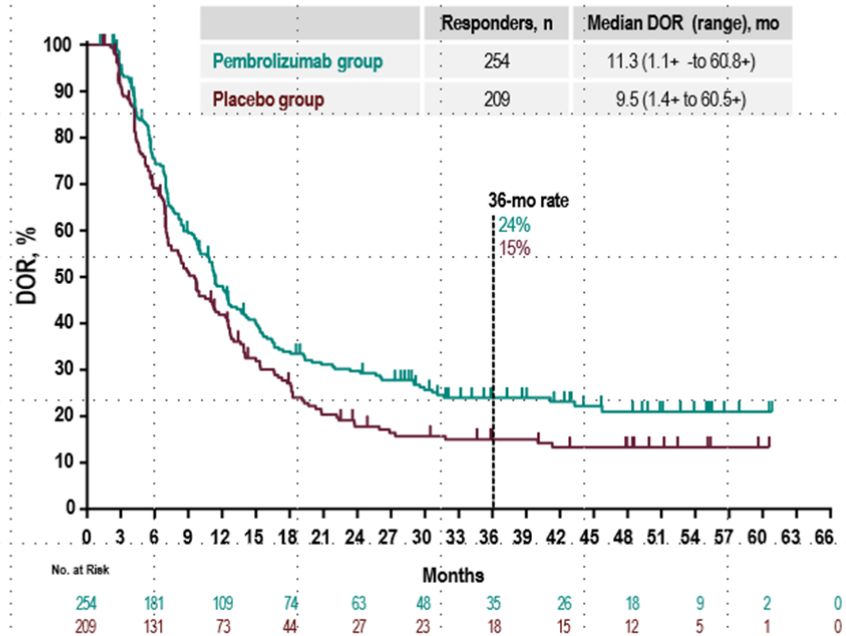 Responders, n Median DOR (range), mo
Pembrolizumab group 254 11.3 (1.1+ -to 60.8+)
Placebo group 209 9.5 (1.4+ to 60.5+)
100
90
80
70
60
50
40
30
20
10
0
DOR, %
36-mo rate
24%
15%
0 3 6 9 12 15 18 21 24 27 30 33 36 39 42 45 48 51 54 57 60 63 66
Months
No. at Risk
254 181 109 74 63 48 35 26 18 9 2 0
209 131 73 44 27 23 18 15 12 5 1 0